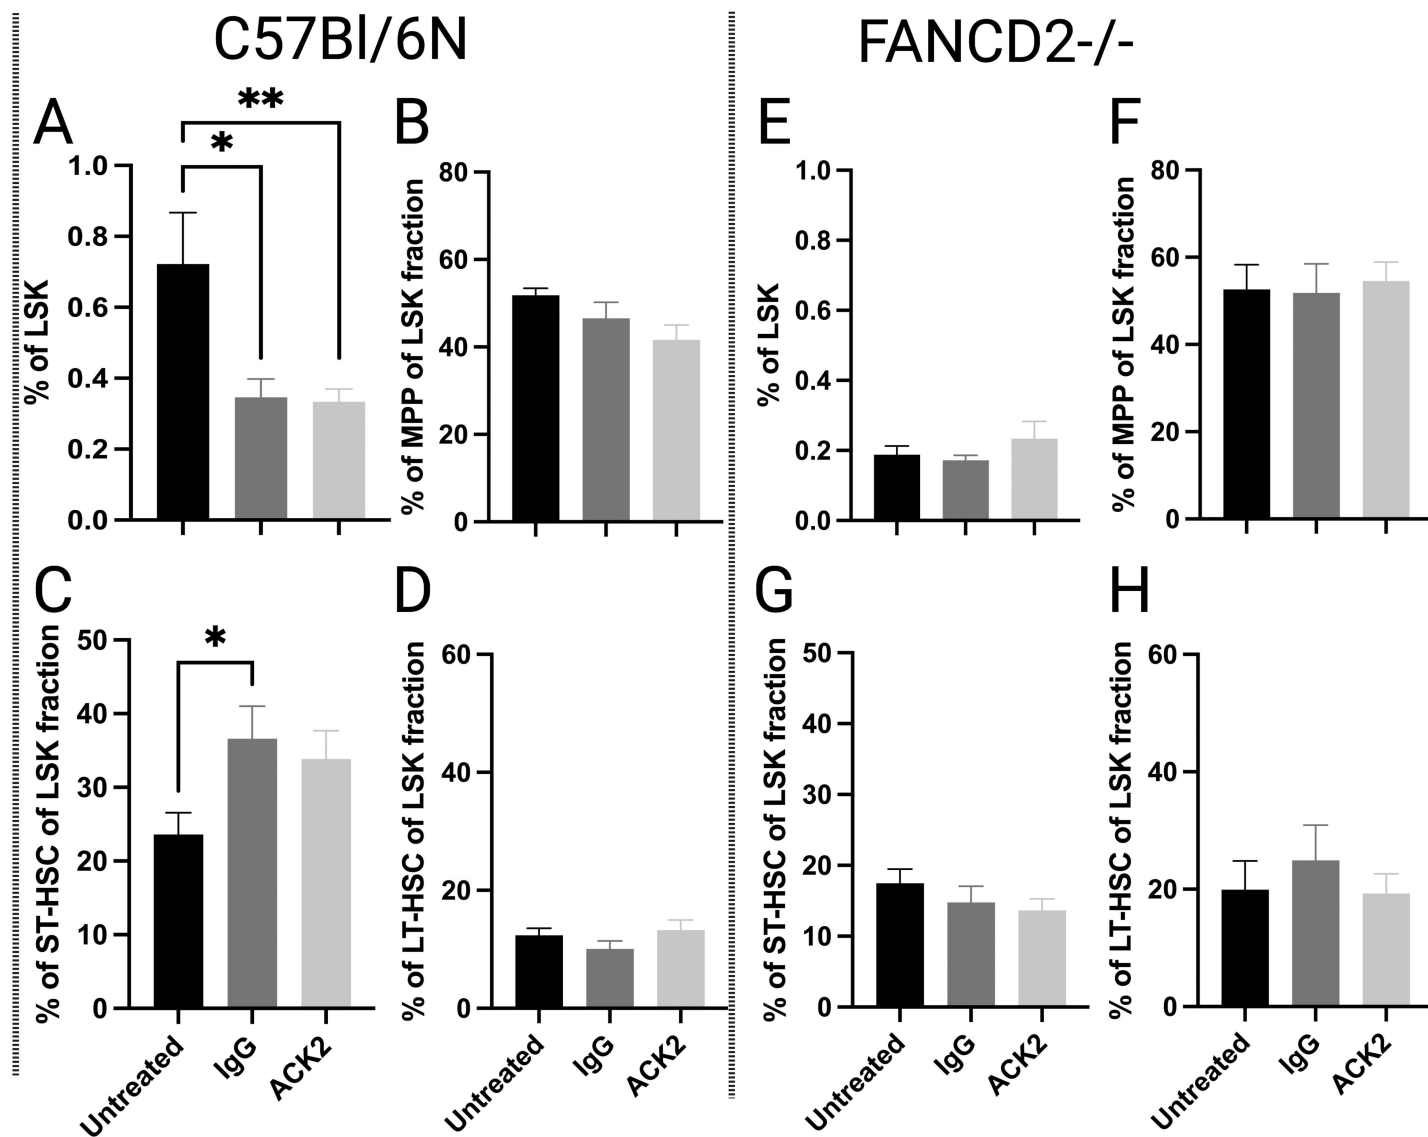 C57Bl/6N
FANCD2-/-
A
**
*
% of LSK
1.0
0.8
0.6
0.4
0.2
0.0
B
% of MPP of LSK fraction
80
60
40
20
0
E
% of LSK
1.0
0.8
0.6
0.4
0.2
0.0
F
% of MPP of LSK fraction
80
60
40
20
0
C
*
% of ST-HSC of LSK fraction
50
40
30
20
10
0
Untreated
IgG
ACK2
D
% of LT-HSC of LSK fraction
60
40
20
0
Untreated
IgG
ACK2
G
% of ST-HSC of LSK fraction
50
40
30
20
10
0
Untreated
IgG
ACK2
H
% of LT-HSC of LSK fraction
60
40
20
0
Untreated
IgG
ACK2